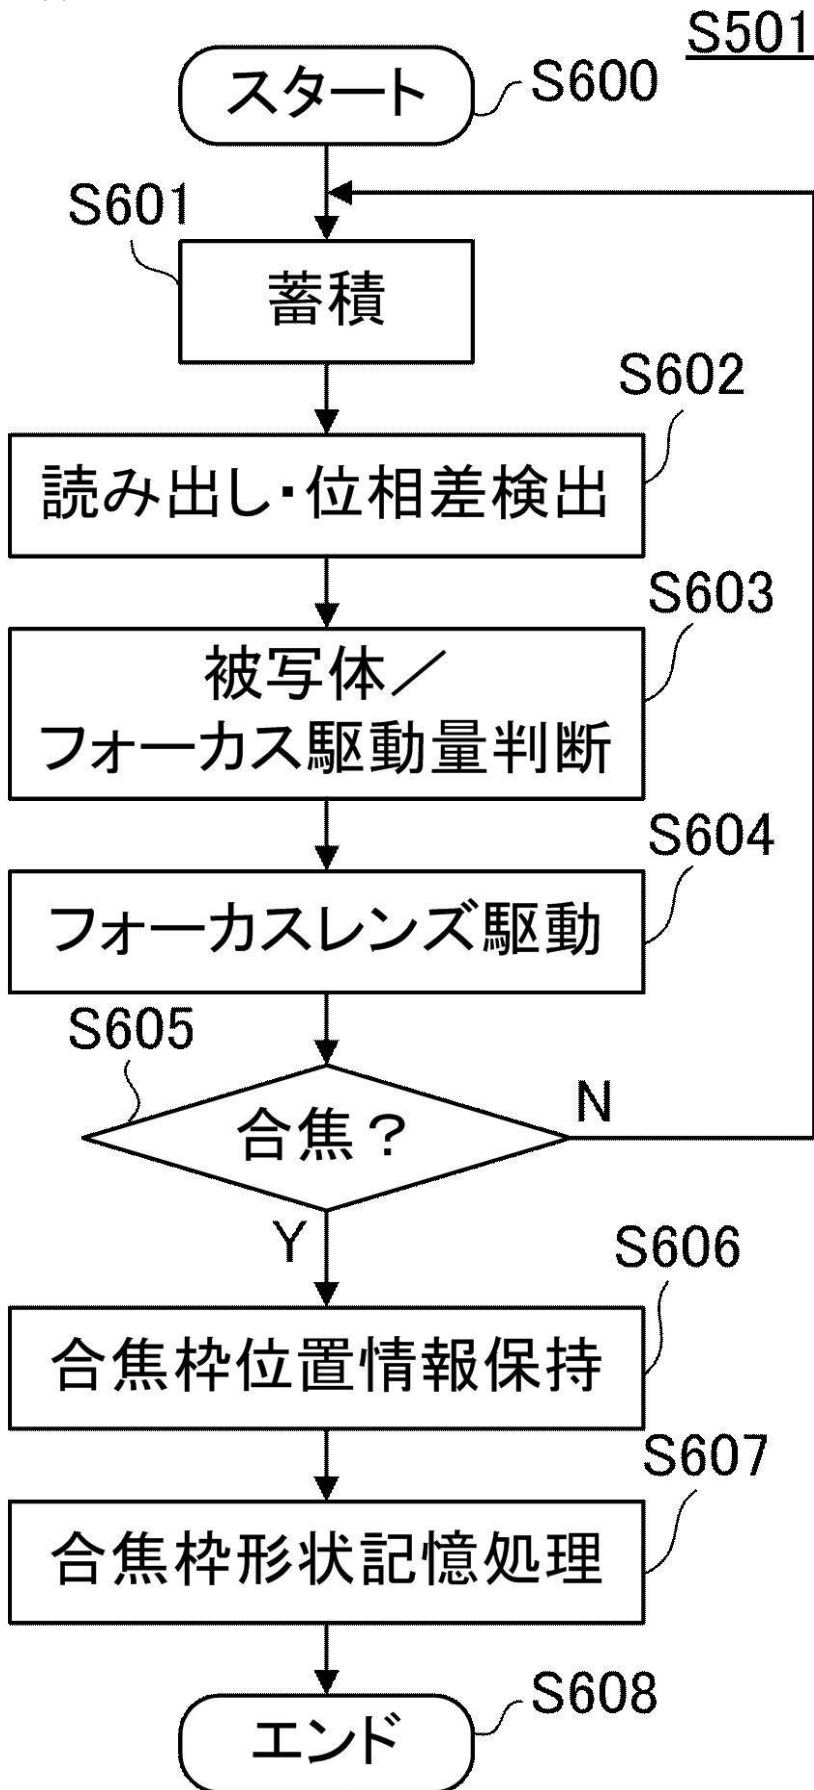 S501
スタート
S600
S601
蓄積
S602
読み出し・位相差検出
S603
被写体／
フォーカス駆動量判断
S604
フォーカスレンズ駆動
S605
合焦？
N
Y
S606
合焦枠位置情報保持
S607
合焦枠形状記憶処理
S608
エンド